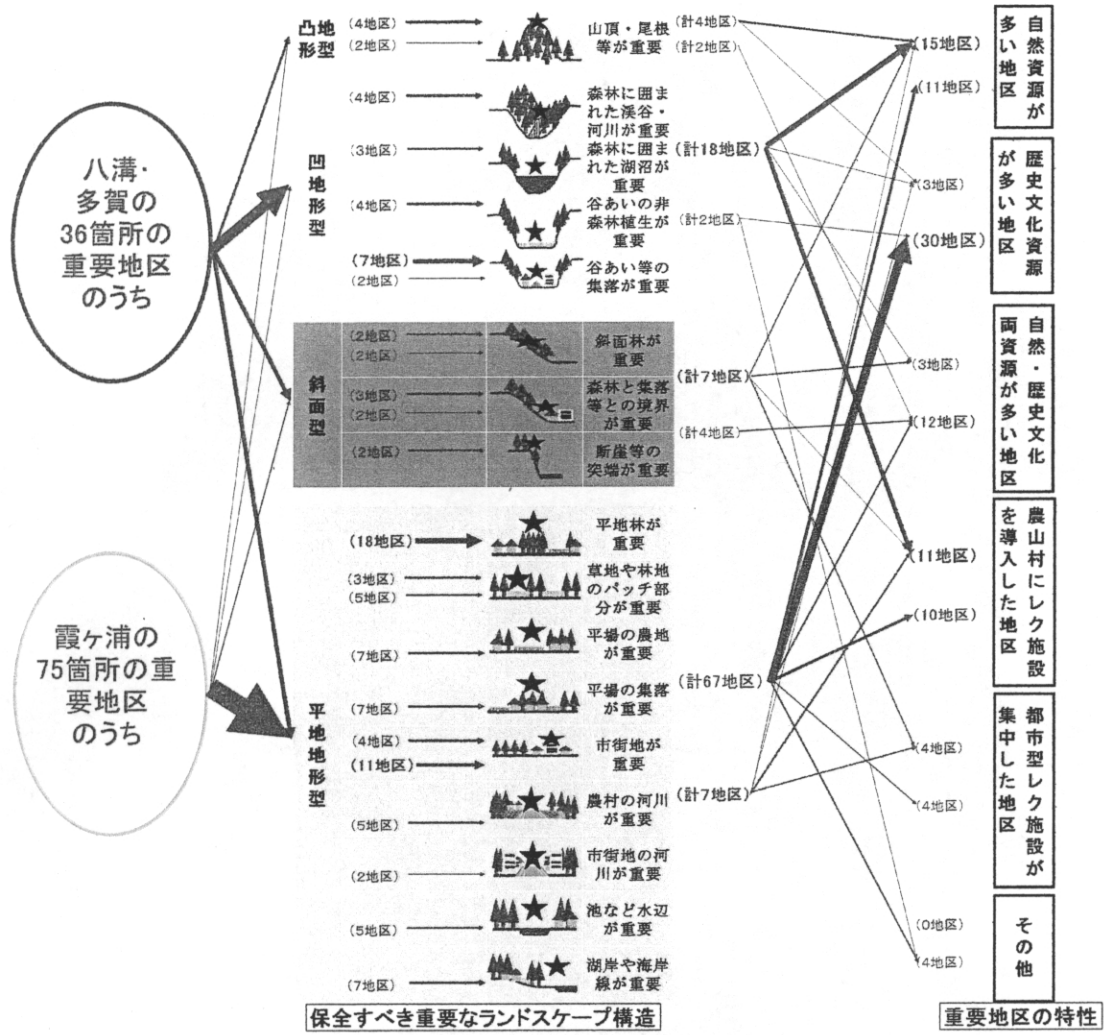 八溝・
多賀の
36箇所の
重要地区
のうち
霞ヶ浦の
75箇所の重
要地区
のうち
凸地
形型
(4地区)
(2地区)
山頂・尾根
等が重要
(計4地区)
(計2地区)
凹地形型
(4地区)
森林に囲ま
れた渓谷・
河川が重要
(3地区)
森林に囲ま
れた湖沼が
重要
(4地区)
谷あいの非
森林植生が
重要
(7地区)
(2地区)
谷あい等の
集落が重要
(計18地区)
(計2地区)
斜面型
(2地区)
(2地区)
斜面林が
重要
(3地区)
(2地区)
森林と集落
等との境界
が重要
(2地区)
断崖等の
突端が重要
(計7地区)
(計4地区)
平地地形型
(18地区)
平地林が
重要
(3地区)
(5地区)
草地や林地
のパッチ部
分が重要
(7地区)
平場の農地
が重要
(7地区)
平場の集落
が重要
(4地区)
(11地区)
市街地が
重要
(5地区)
農村の河川
が重要
(2地区)
市街地の河
川が重要
(5地区)
池など水辺
が重要
(7地区)
湖岸や海岸
線が重要
(計67地区)
(計7地区)
保全すべき重要なランドスケープ構造
(15地区)
(11地区)
自然資源が
多い地区
(3地区)
(30地区)
歴史文化資源
が多い地区
(3地区)
(12地区)
自然・歴史文化
両資源が多い地区
(11地区)
(10地区)
農山村にレク施設
を導入した地区
(4地区)
(4地区)
都市型レク施設が
集中した地区
(0地区)
(4地区)
その他
重要地区の特性